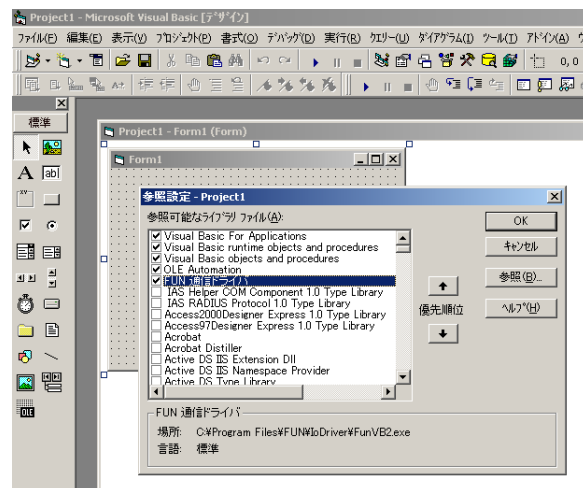 Project1 - Microsoft Visual Basic [ﾃﾞｻﾞｲﾝ]
ﾌｧｲﾙ(F) 編集(E) 表示(V) ﾌﾟﾛｼﾞｪｸﾄ(P) 書式(O) ﾃﾞﾊﾞｯｸﾞ(D) 実行(R) ｸｴﾘｰ(U) ﾀﾞｲｱｸﾞﾗﾑ(I) ﾂｰﾙ(T) ｱﾄﾞｲﾝ(A)
0, 0
標準
A abl
XY
OLE
Project1 - Form1 (Form)
Form1
参照設定 - Project1
参照可能なﾗｲﾌﾞﾗﾘ ﾌｧｲﾙ(A):
Visual Basic For Applications
Visual Basic runtime objects and procedures
Visual Basic objects and procedures
OLE Automation
FUN 通信ドライバ
IAS Helper COM Component 1.0 Type Library
IAS RADIUS Protocol 1.0 Type Library
Access2000Designer Express 1.0 Type Library
Access97Designer Express 1.0 Type Library
Acrobat
Acrobat Distiller
Active DS IIS Extension Dll
Active DS IIS Namespace Provider
Active DS Type Library
優先順位
OK
ｷｬﾝｾﾙ
参照(B)...
ﾍﾙﾌﾟ(H)
FUN 通信ドライバ
場所: C:¥Program Files¥FUN¥IoDriver¥FunVB2.exe
言語: 標準